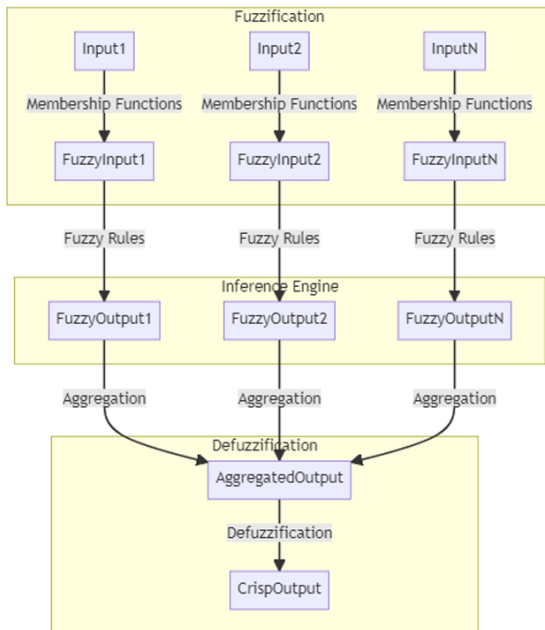 Fuzzification
Input1 Input2 InputN
Membership Functions Membership Functions Membership Functions
FuzzyInput1 FuzzyInput2 FuzzyInputN
Fuzzy Rules Fuzzy Rules Fuzzy Rules
Inference Engine
FuzzyOutput1 FuzzyOutput2 FuzzyOutputN
Aggregation Aggregation Aggregation
Defuzzification
AggregatedOutput
Defuzzification
CrispOutput